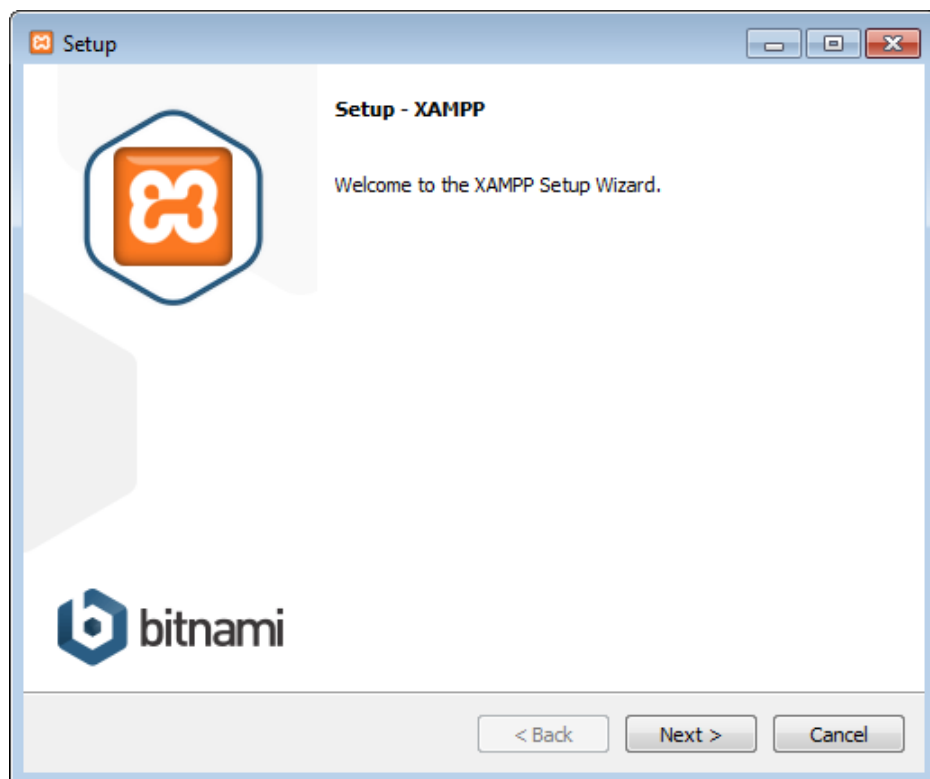 Setup
Setup - XAMPP
Welcome to the XAMPP Setup Wizard.
bitnami
< Back
Next >
Cancel